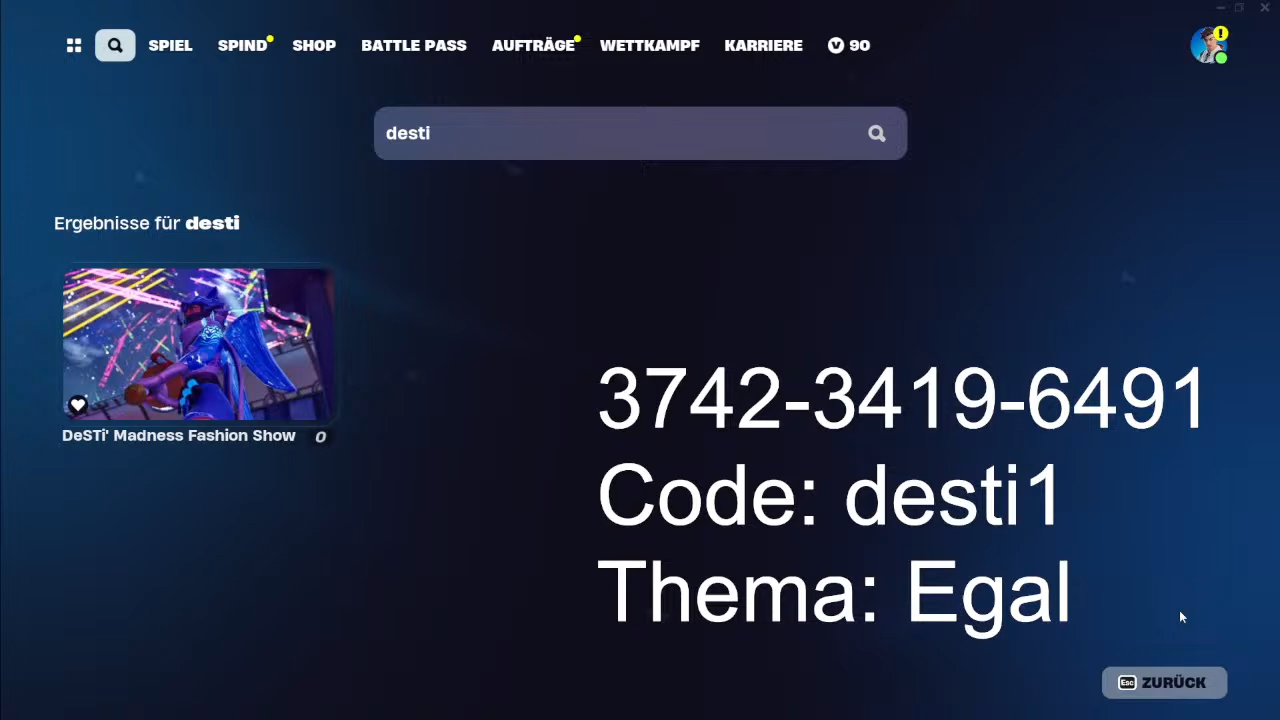 SPIEL SPIND SHOP BATTLE PASS AUFTRÄGE WETTKAMPF KARRIERE V 90
!
desti
Ergebnisse für desti
DeSTi' Madness Fashion Show 0
3742-3419-6491
Code: desti1
Thema: Egal
Esc ZURÜCK